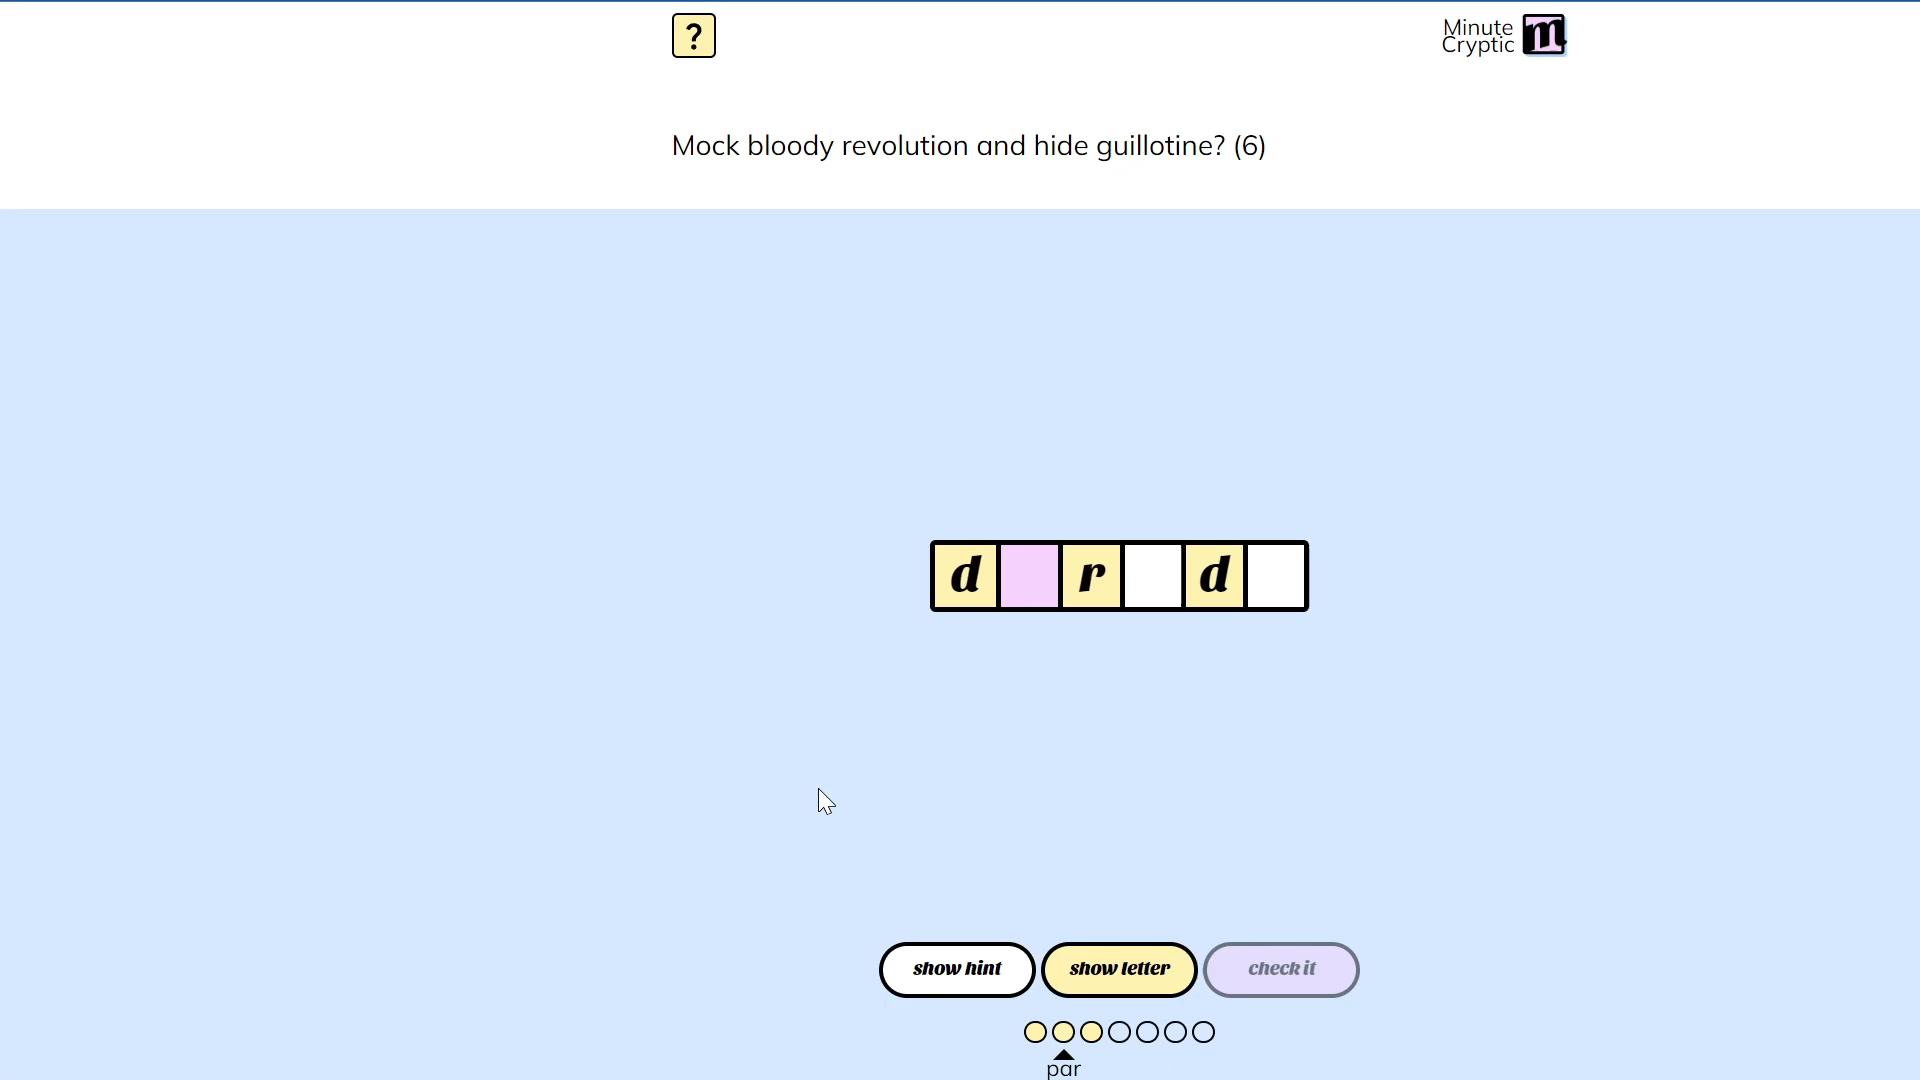 ?
Minute
Cryptic m
Mock bloody revolution and hide guillotine? (6)
d r d
show hint show letter check it
par